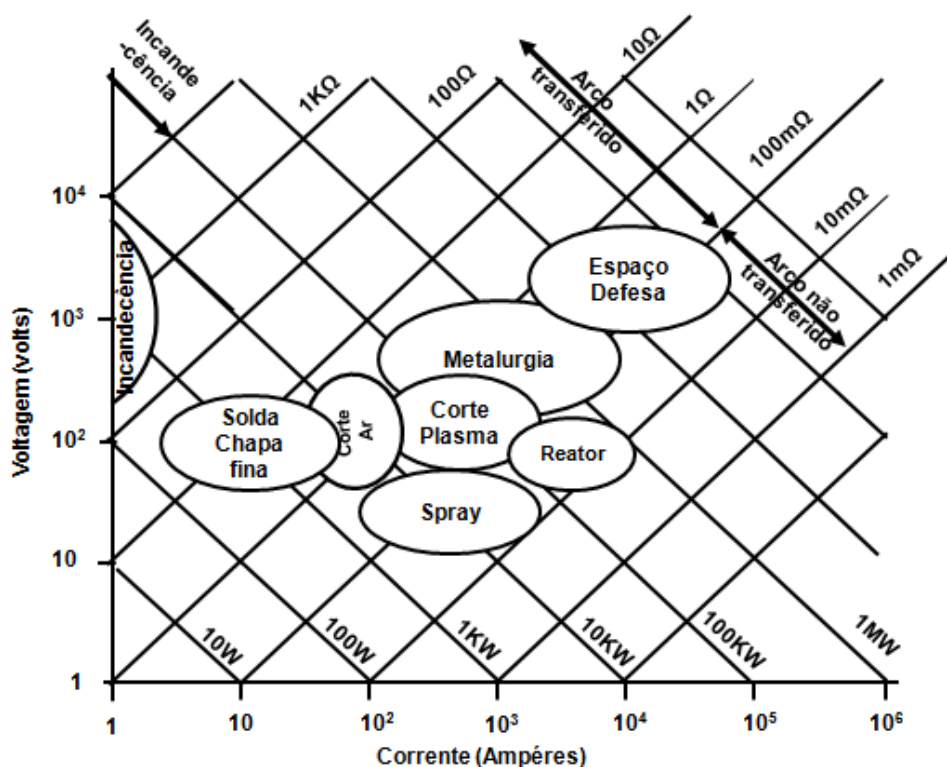 Incande
-cência
1KΩ
100Ω
10Ω
Arco
transferido
1Ω
100mΩ
10mΩ
1mΩ
Arco não
transferido
Voltagem (volts)
10⁴
10³
10²
10
1
Incandecência
Espaço
Defesa
Metalurgia
Solda
Chapa
fina
Corte
Ar
Corte
Plasma
Reator
Spray
10W
100W
1KW
10KW
100KW
1MW
1
10
10²
10³
10⁴
10⁵
10⁶
Corrente (Ampéres)